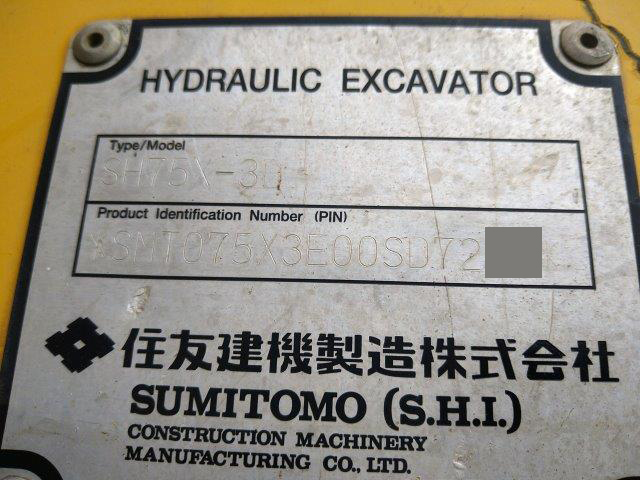 HYDRAULIC EXCAVATOR
Type/Model
SH75X-3B
Product Identification Number (PIN)
*SMT075X3E00SD72
住友建機製造株式会社
SUMITOMO (S.H.I.)
CONSTRUCTION MACHINERY
MANUFACTURING CO., LTD.